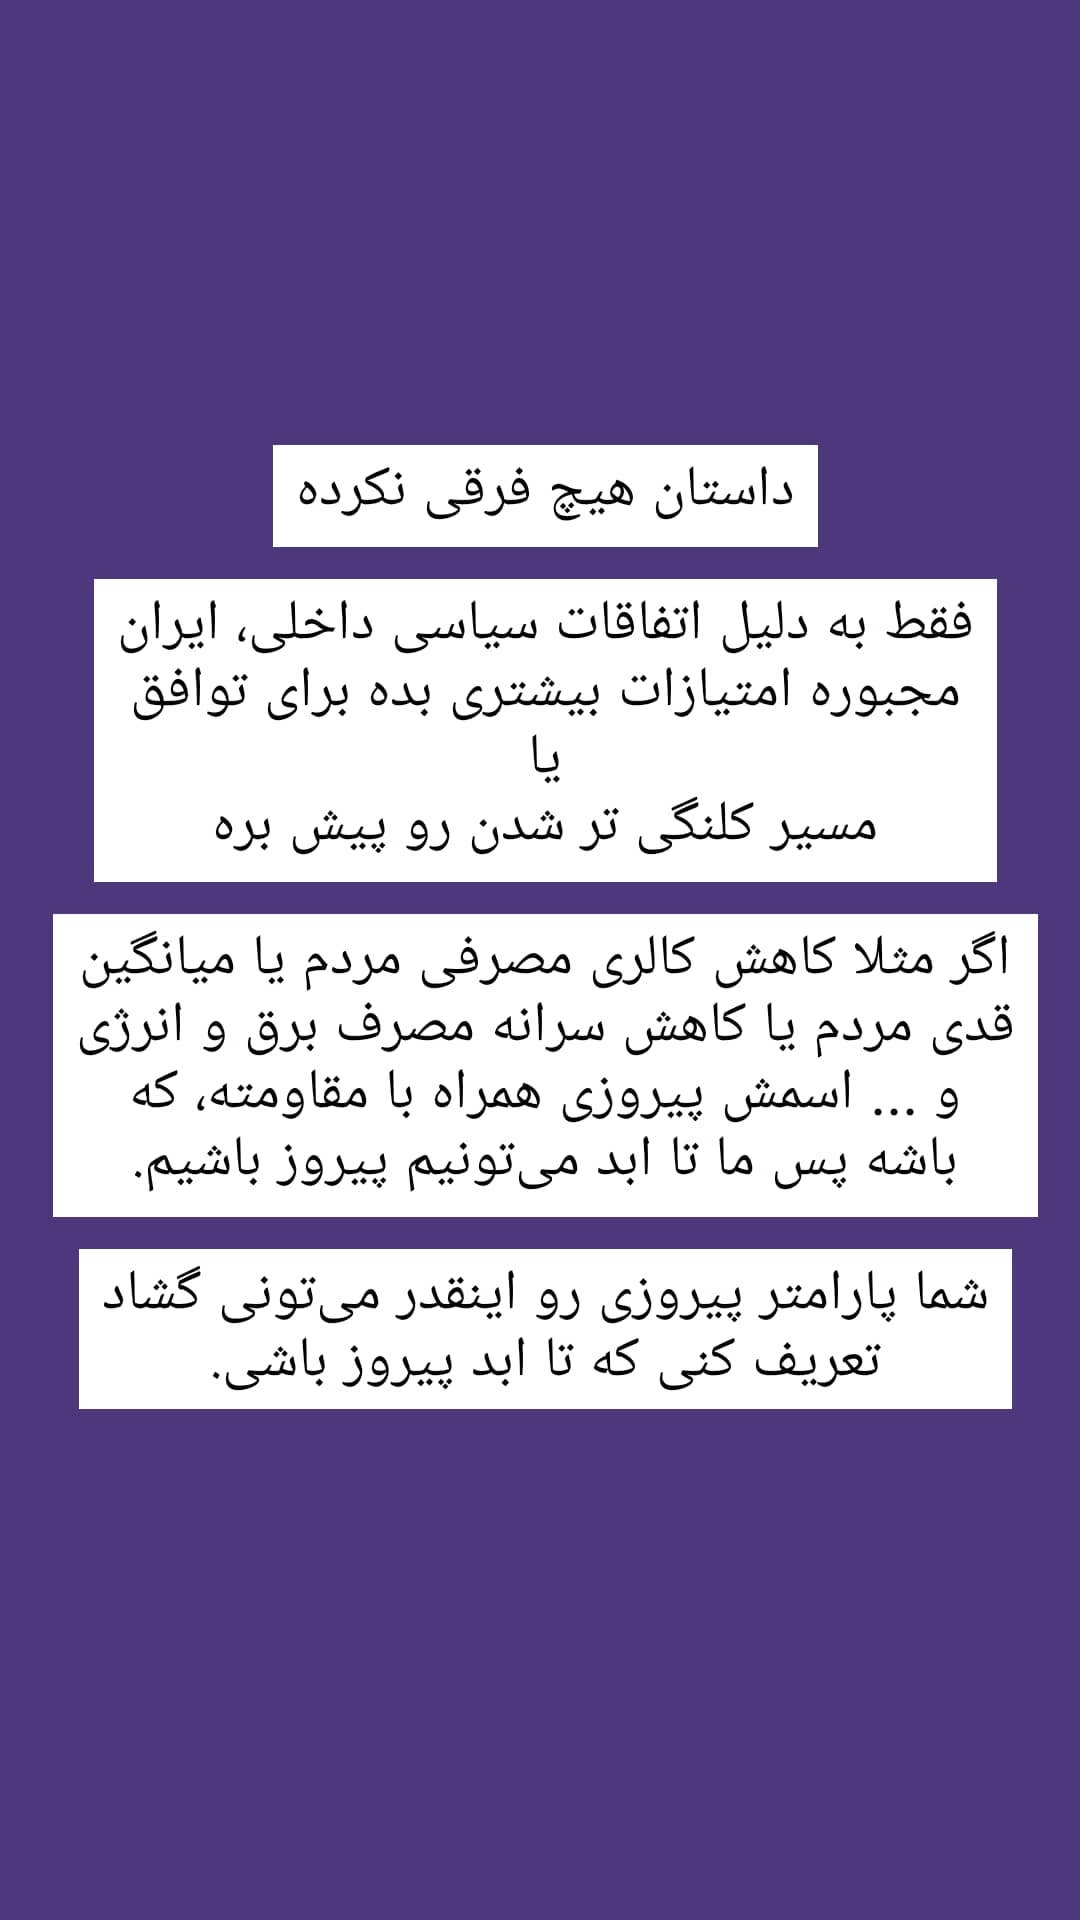 داستان هیچ فرقی نکرده
فقط به دلیل اتفاقات سیاسی داخلی، ایران
مجبوره امتیازات بیشتری بده برای توافق
یا
مسیر کلنگی تر شدن رو پیش بره
اگر مثلا کاهش کالری مصرفی مردم یا میانگین
قدی مردم یا کاهش سرانه مصرف برق و انرژی
و ... اسمش پیروزی همراه با مقاومته، که
باشه پس ما تا ابد می‌تونیم پیروز باشیم.
شما پارامتر پیروزی رو اینقدر می‌تونی گشاد
تعریف کنی که تا ابد پیروز باشی.